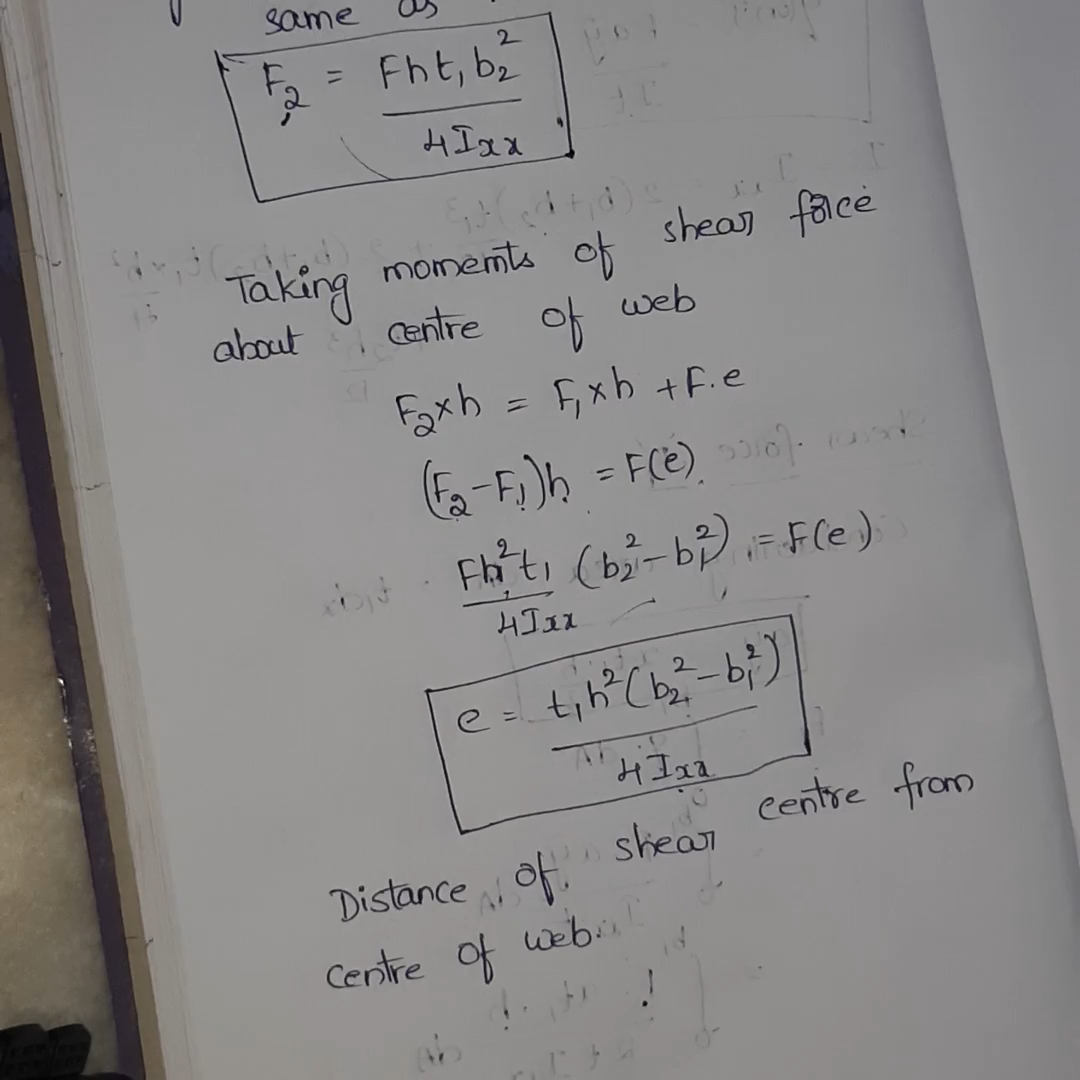 same as
F₂ = Fht₁b₂² / 4Ixx
Taking moments of shear force
about centre of web
F₂×h = F₁×h + F.e
(F₂-F₁)h = F(e)
Fh²t₁ / 4Ixx (b₂²-b₁²) = F(e)
e = t₁h²(b₂²-b₁²) / 4Ixx
Distance of shear centre from
centre of web.